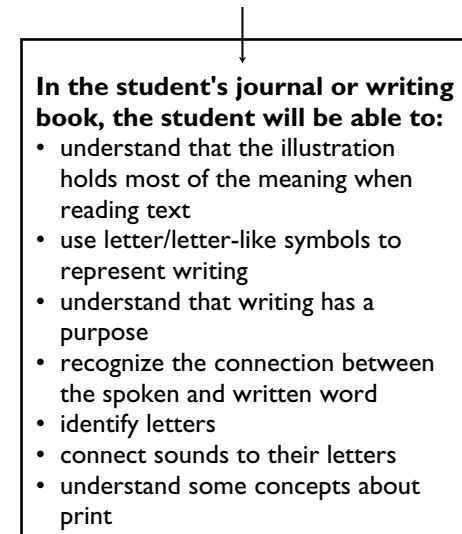 In the student's journal or writing
book, the student will be able to:
• understand that the illustration
holds most of the meaning when
reading text
• use letter/letter-like symbols to
represent writing
• understand that writing has a
purpose
• recognize the connection between
the spoken and written word
• identify letters
• connect sounds to their letters
• understand some concepts about
print